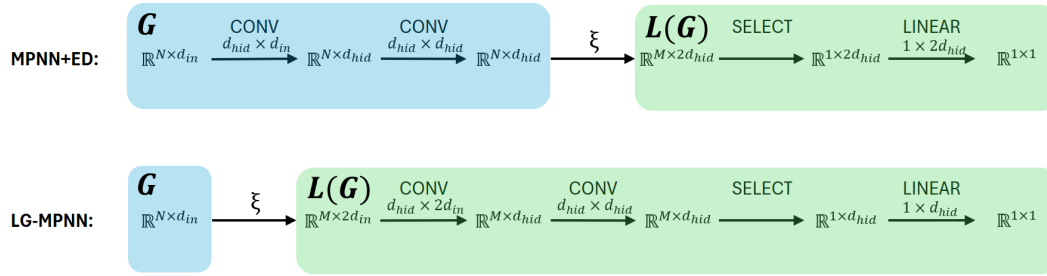 G CONV CONV L(G) SELECT LINEAR
MPNN+ED: ℝ^{N×d_{in}} d_{hid} × d_{in} ℝ^{N×d_{hid}} d_{hid} × d_{hid} ℝ^{N×d_{hid}} ξ ℝ^{M×2d_{hid}} ℝ^{1×2d_{hid}} 1 × 2d_{hid} ℝ^{1×1}
G L(G) CONV CONV SELECT LINEAR
LG-MPNN: ℝ^{N×d_{in}} ξ ℝ^{M×2d_{in}} d_{hid} × 2d_{in} ℝ^{M×d_{hid}} d_{hid} × d_{hid} ℝ^{M×d_{hid}} ℝ^{1×d_{hid}} 1 × d_{hid} ℝ^{1×1}